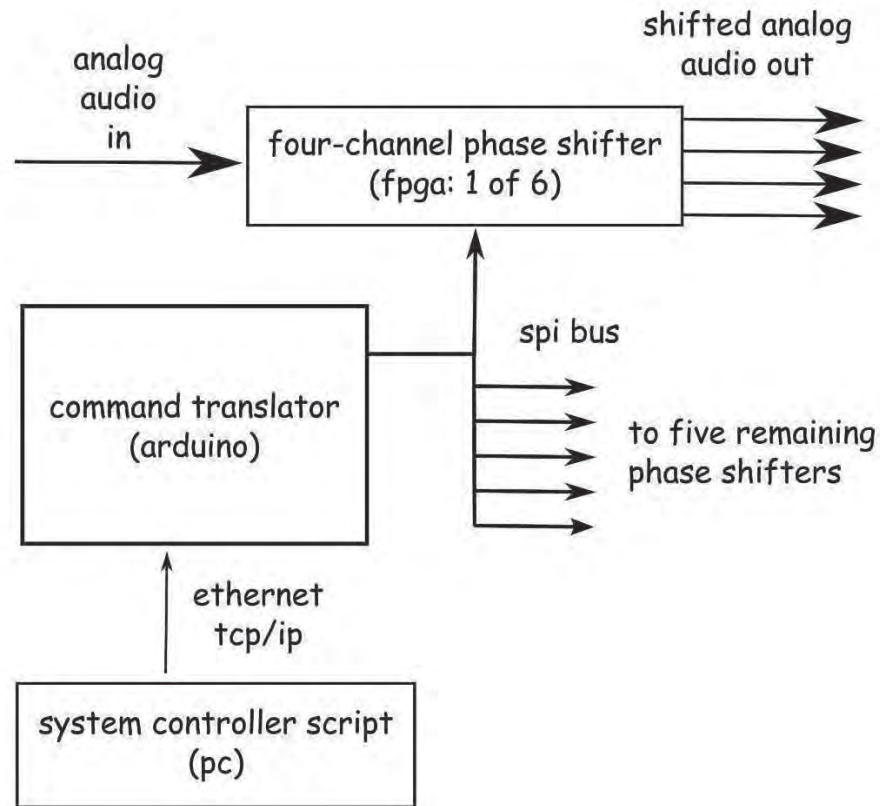 shifted analog
audio out
analog
audio
in
four-channel phase shifter
(fpga: 1 of 6)
spi bus
command translator
(arduino)
to five remaining
phase shifters
ethernet
tcp/ip
system controller script
(pc)